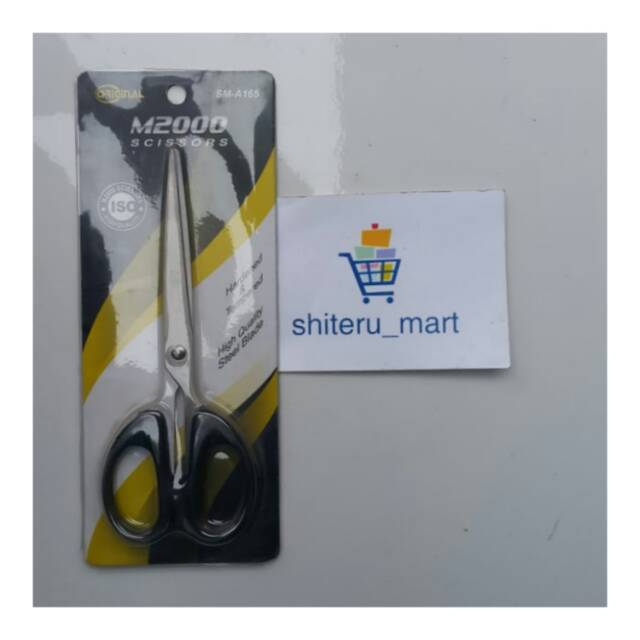 ORIGINAL
SM-A165
M2000
SCISSORS
ISO
Hardened
&
Tempered
High Quality
Steel Blade
shiteru_mart